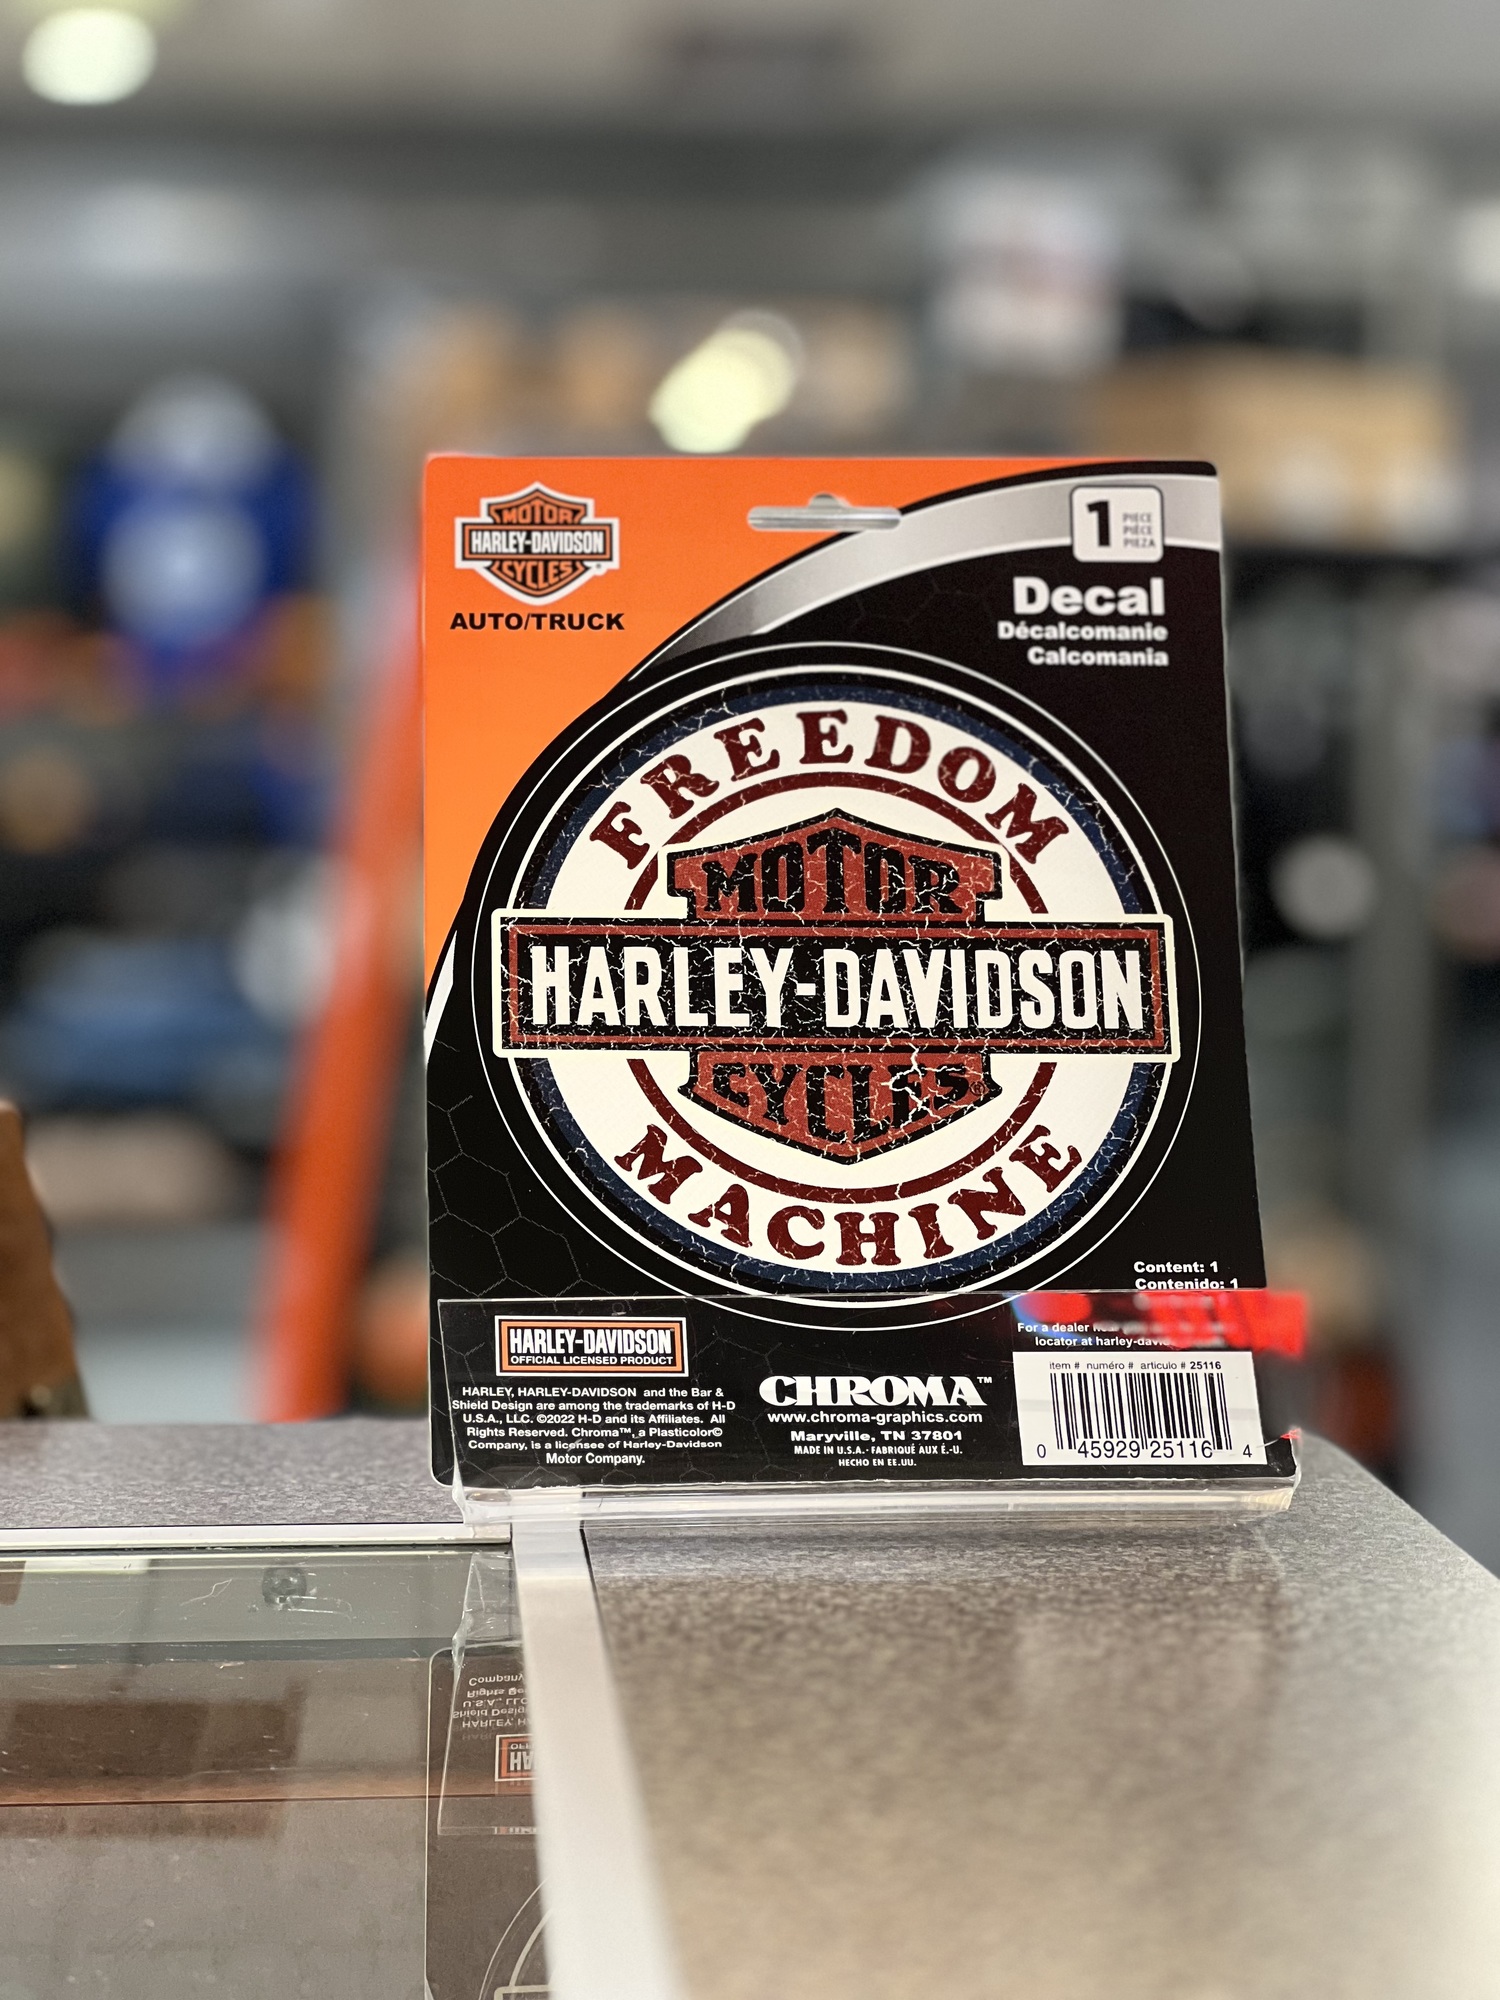 MOTOR
HARLEY-DAVIDSON
CYCLES
AUTO/TRUCK
1 PIECE
PIÈCE
PIEZA
Decal
Décalcomanie
Calcomania
FREEDOM
MOTOR
HARLEY-DAVIDSON
CYCLES®
MACHINE
Content: 1
Contenido: 1
HARLEY-DAVIDSON
OFFICIAL LICENSED PRODUCT
HARLEY, HARLEY-DAVIDSON and the Bar &
Shield Design are among the trademarks of H-D
U.S.A., LLC. ©2022 H-D and its Affiliates. All
Rights Reserved. Chroma™, a Plasticolor©
Company, is a licensee of Harley-Davidson
Motor Company.
CHROMA™
www.chroma-graphics.com
Maryville, TN 37801
MADE IN U.S.A. · FABRIQUÉ AUX É.-U.
HECHO EN EE.UU.
For a dealer
locator at
item # numéro # articulo # 25116
0 45929 25116 4